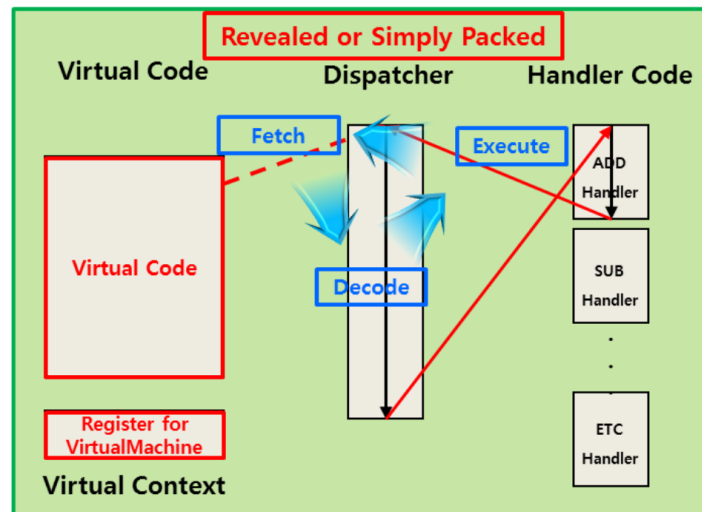 Revealed or Simply Packed
Virtual Code
Dispatcher
Handler Code
Fetch
Execute
ADD
Handler
Virtual Code
Decode
SUB
Handler
Register for
VirtualMachine
ETC
Handler
Virtual Context